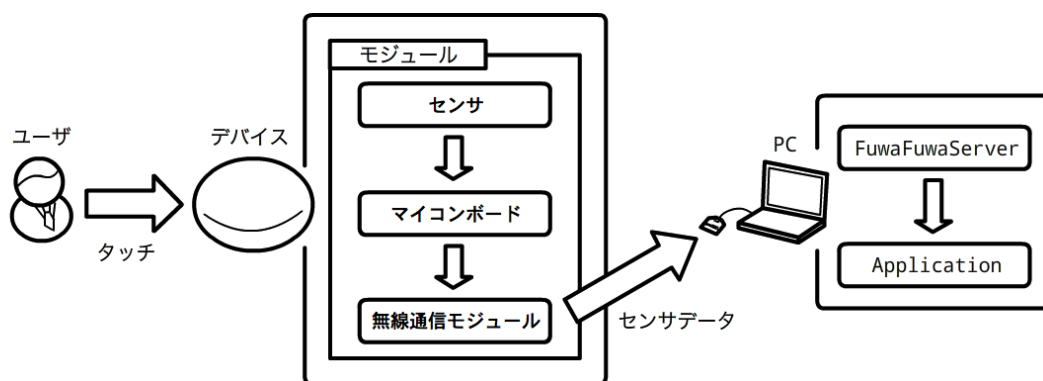 ユーザ
タッチ
デバイス
モジュール
センサ
マイコンボード
無線通信モジュール
センサデータ
PC
FuwaFuwaServer
Application